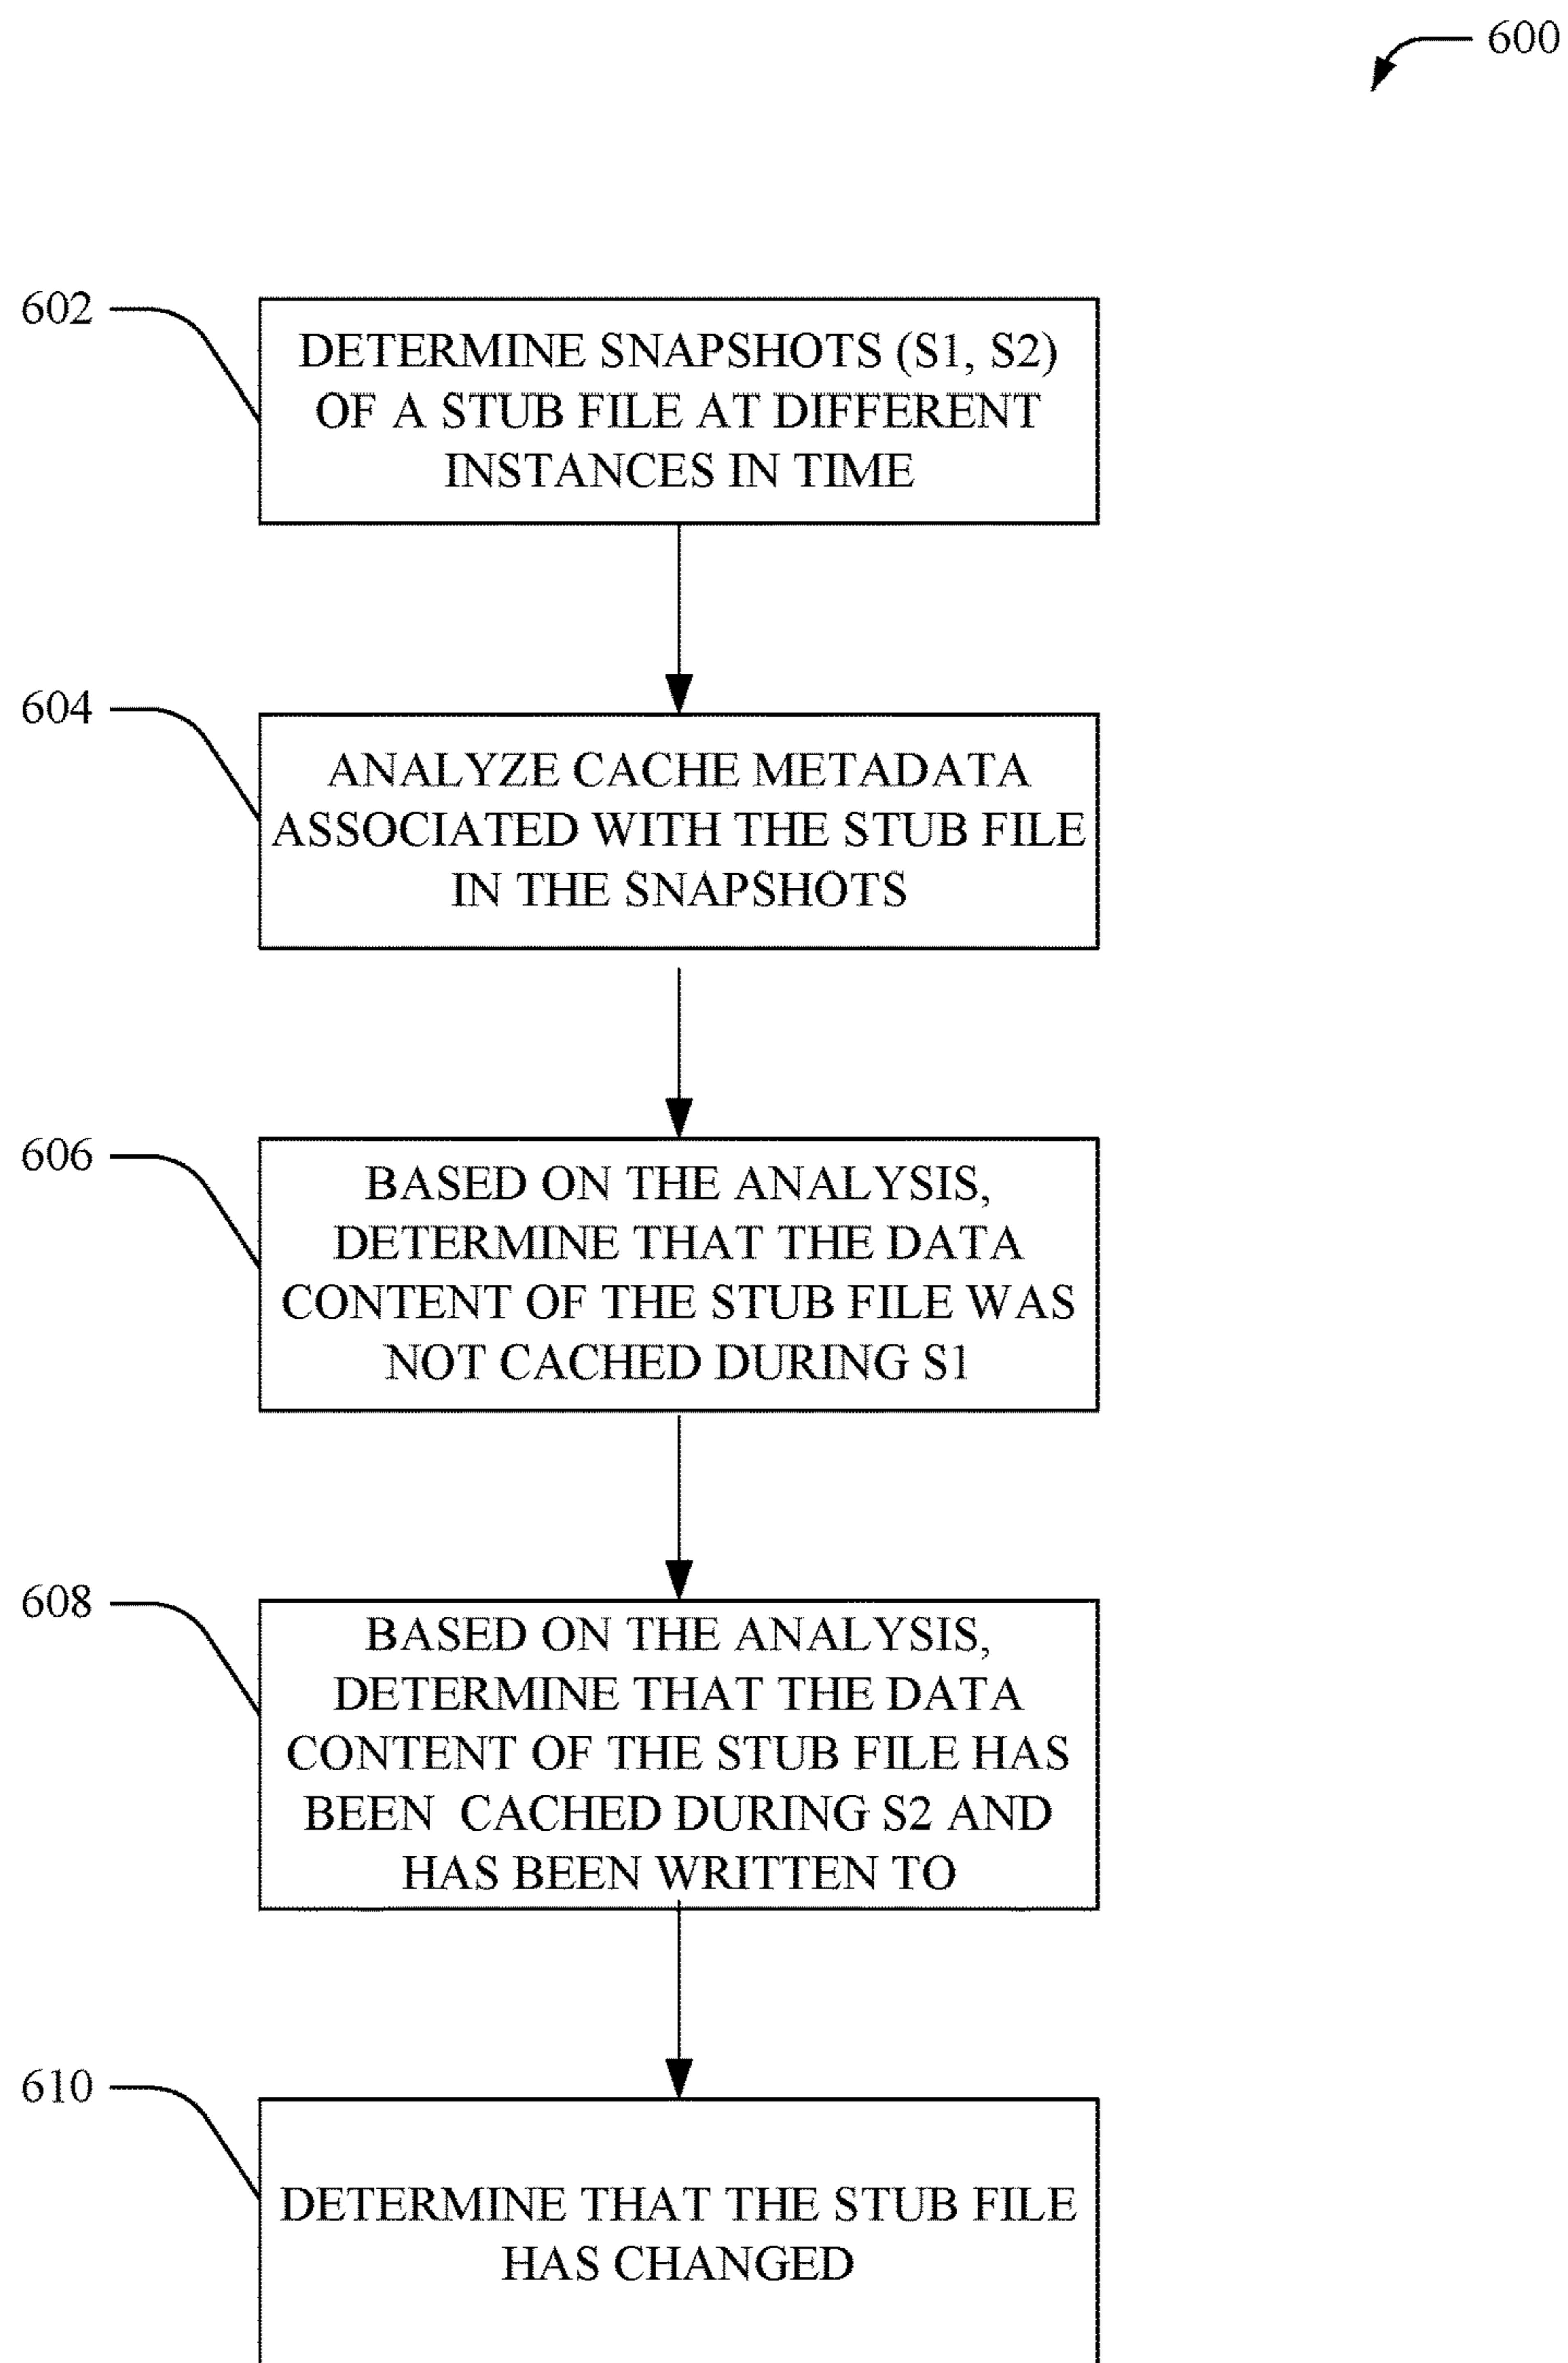 600
602
DETERMINE SNAPSHOTS (S1, S2)
OF A STUB FILE AT DIFFERENT
INSTANCES IN TIME
604
ANALYZE CACHE METADATA
ASSOCIATED WITH THE STUB FILE
IN THE SNAPSHOTS
606
BASED ON THE ANALYSIS,
DETERMINE THAT THE DATA
CONTENT OF THE STUB FILE WAS
NOT CACHED DURING S1
608
BASED ON THE ANALYSIS,
DETERMINE THAT THE DATA
CONTENT OF THE STUB FILE HAS
BEEN CACHED DURING S2 AND
HAS BEEN WRITTEN TO
610
DETERMINE THAT THE STUB FILE
HAS CHANGED